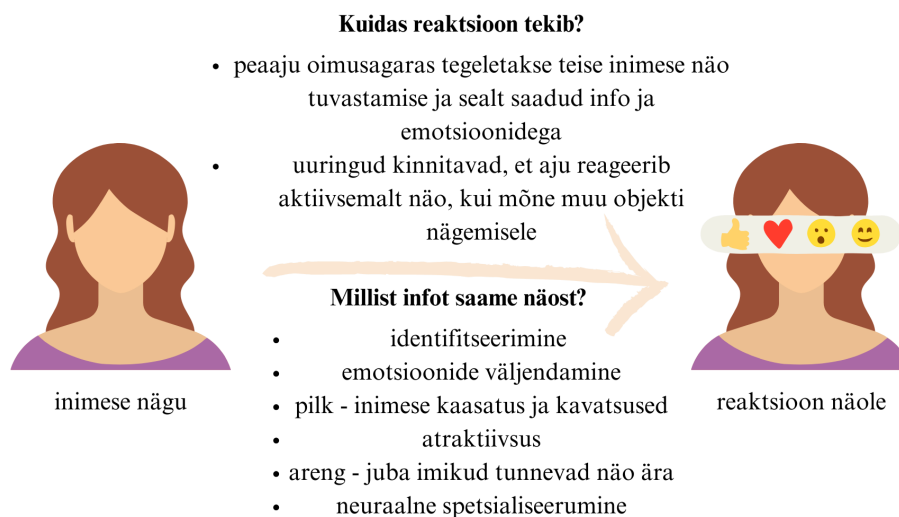 Kuidas reaktsioon tekib?
• peaaju oimusagaras tegeletakse teise inimese näo
tuvastamise ja sealt saadud info ja
emotsioonidega
• uuringud kinnitavad, et aju reageerib
aktiivsemalt näo, kui mõne muu objekti
nägemisele
Millist infot saame näost?
• identifitseerimine
• emotsioonide väljendamine
• pilk - inimese kaasatus ja kavatsused
• atraktiivsus
• areng - juba imikud tunnevad näo ära
• neuraalne spetsialiseerumine
inimese nägu
reaktsioon näole